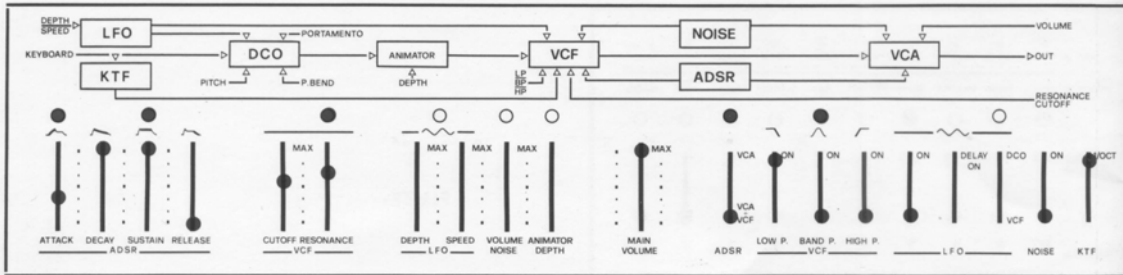 DEPTH
SPEED
LFO
PORTAMENTO
NOISE
VOLUME
KEYBOARD
DCO
ANIMATOR
VCF
VCA
OUT
KTF
PITCH
P.BEND
DEPTH
LP
BP
HP
ADSR
RESONANCE
CUTOFF
MAX MAX MAX MAX MAX VCA ON ON ON ON DELAY ON DCO ON 1/VOCT
VCA
VCF
VCF
ATTACK DECAY SUSTAIN RELEASE CUTOFF RESONANCE DEPTH SPEED VOLUME ANIMATOR MAIN LOW P. BAND P. HIGH P.
ADSR VCF LFO NOISE DEPTH VOLUME ADSR VCF LFO NOISE KTF